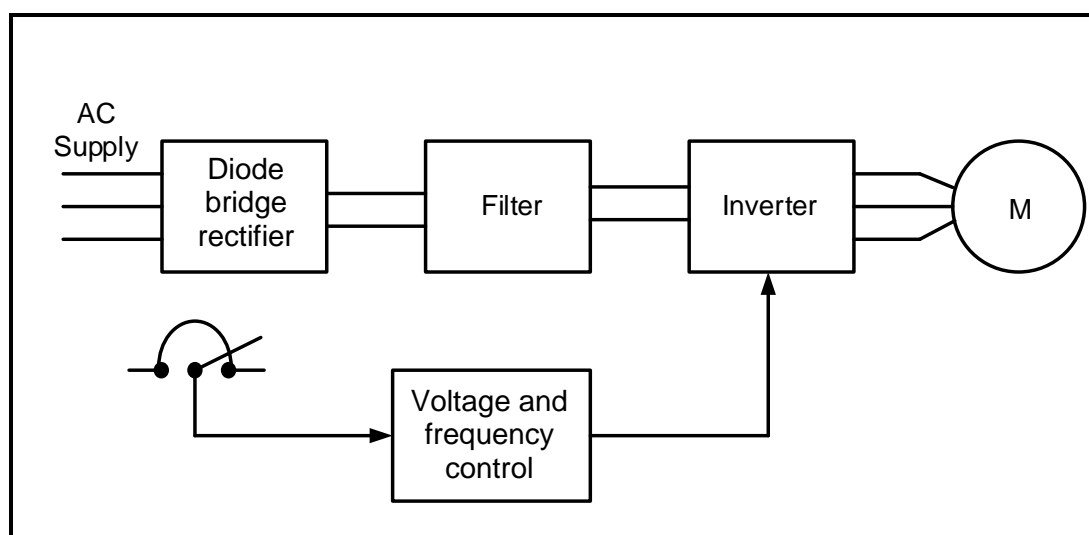 AC
Supply
Diode
bridge
rectifier
Filter
Inverter
M
Voltage and
frequency
control